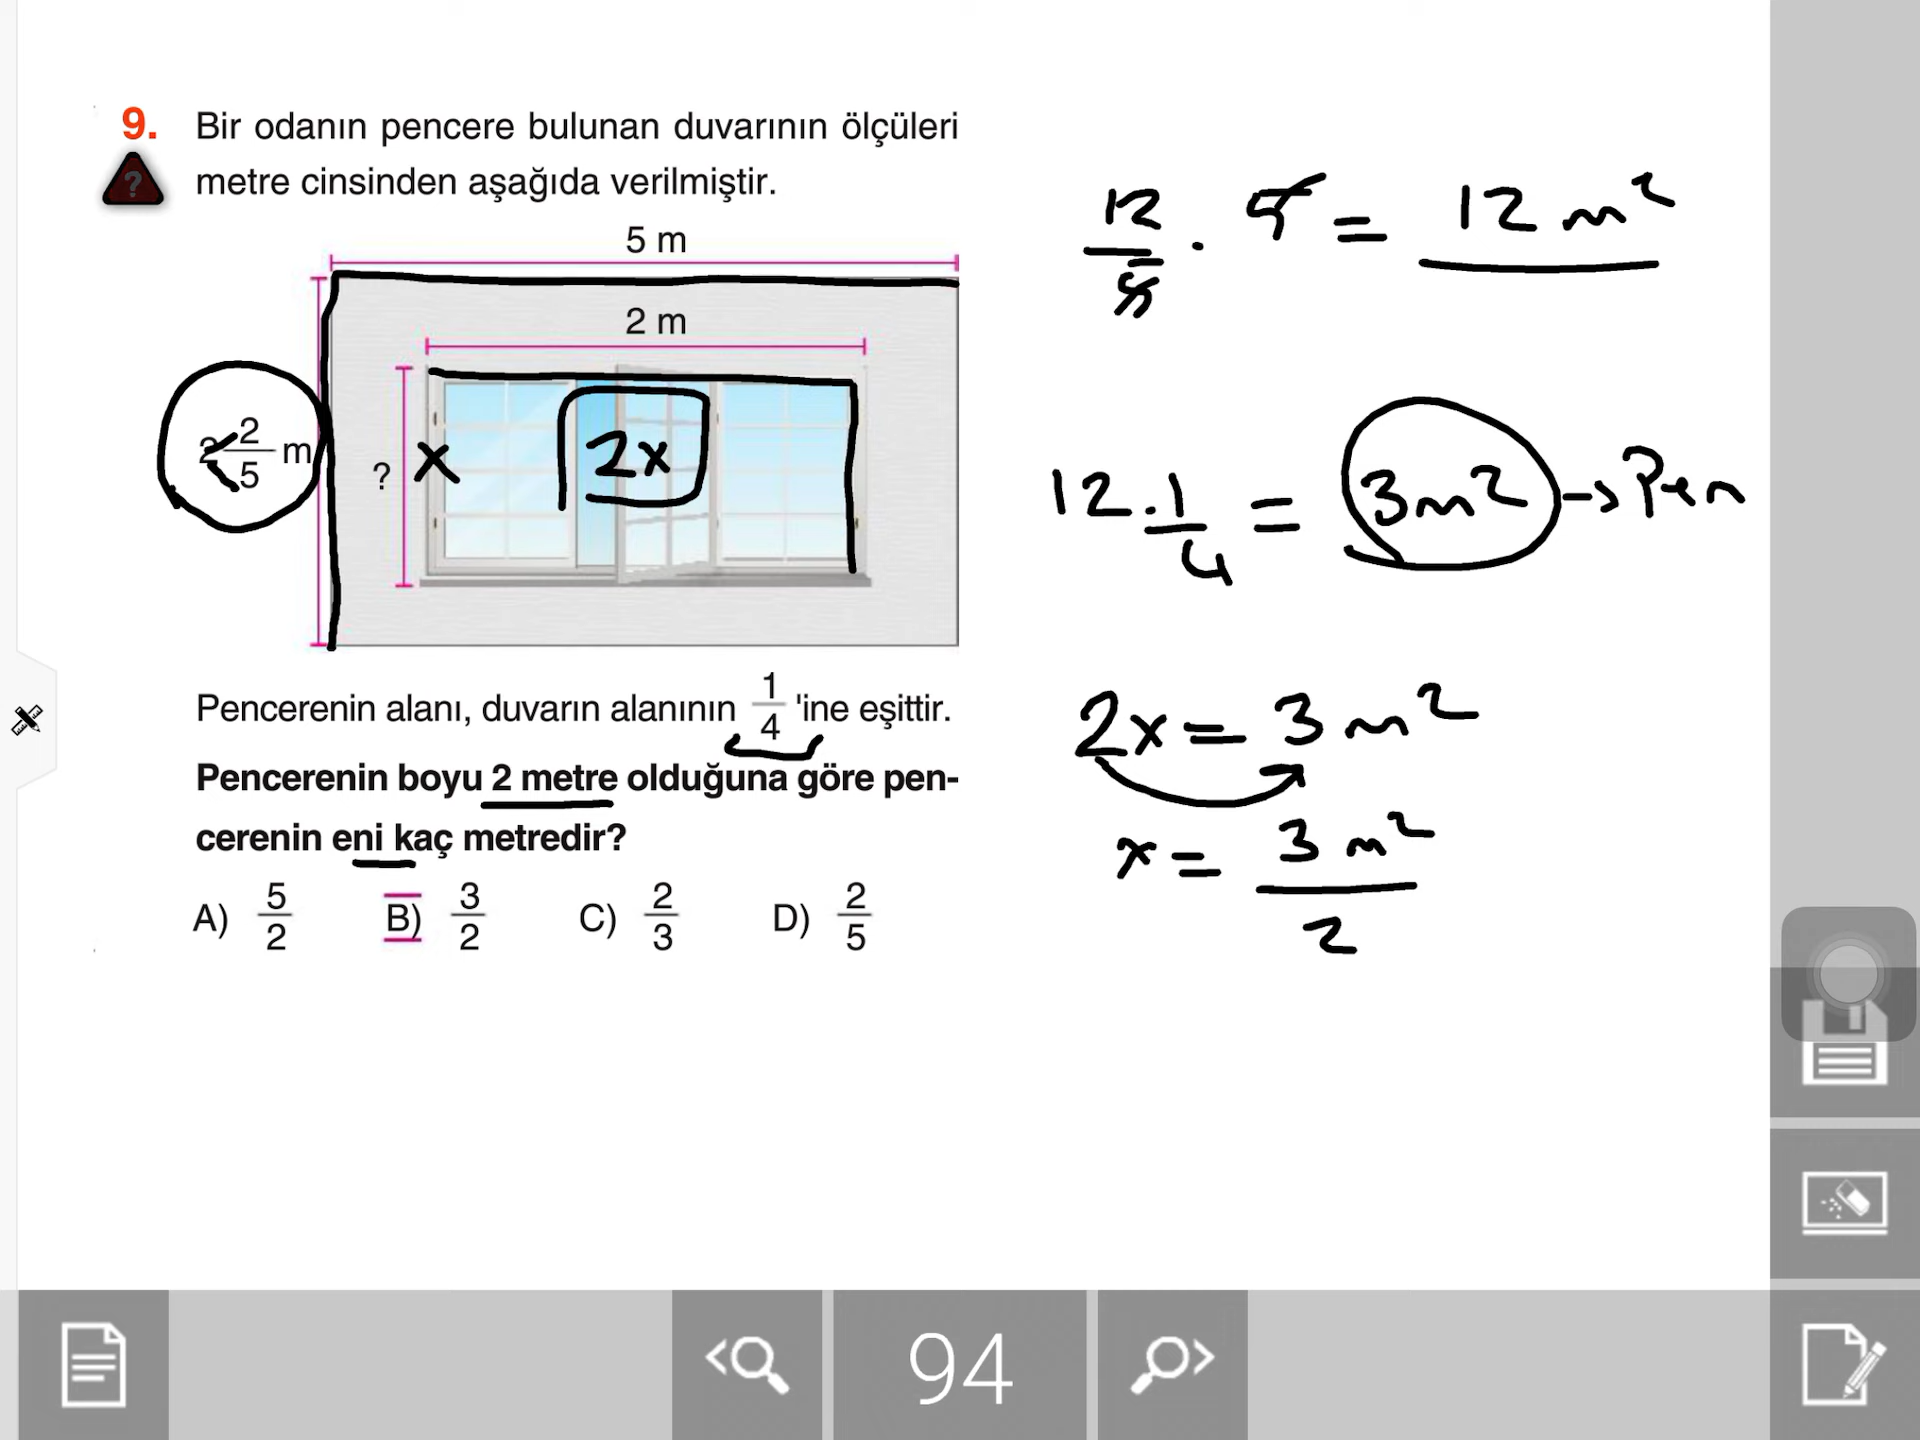 9. Bir odanın pencere bulunan duvarının ölçüleri
metre cinsinden aşağıda verilmiştir.
5 m
2 m
2 2/5 m
?
x
2x
Pencerenin alanı, duvarın alanının 1/4 'ine eşittir.
Pencerenin boyu 2 metre olduğuna göre pen-
cerenin eni kaç metredir?
A) 5/2 B) 3/2 C) 2/3 D) 2/5
12/5 . 5 = 12 m²
12 . 1/4 = 3m² → Pen
2x = 3 m²
x = 3 m²/2
94